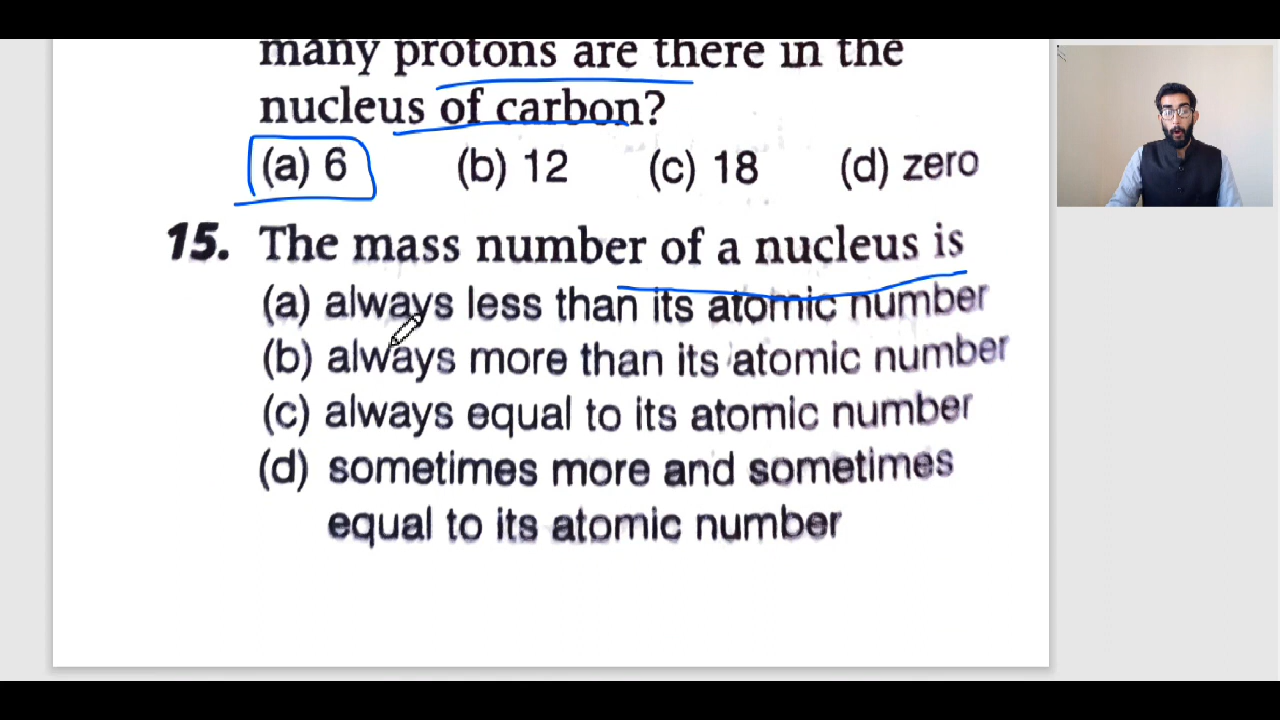 many protons are there in the
nucleus of carbon?
(a) 6 (b) 12 (c) 18 (d) zero
15. The mass number of a nucleus is
(a) always less than its atomic number
(b) always more than its atomic number
(c) always equal to its atomic number
(d) sometimes more and sometimes
equal to its atomic number